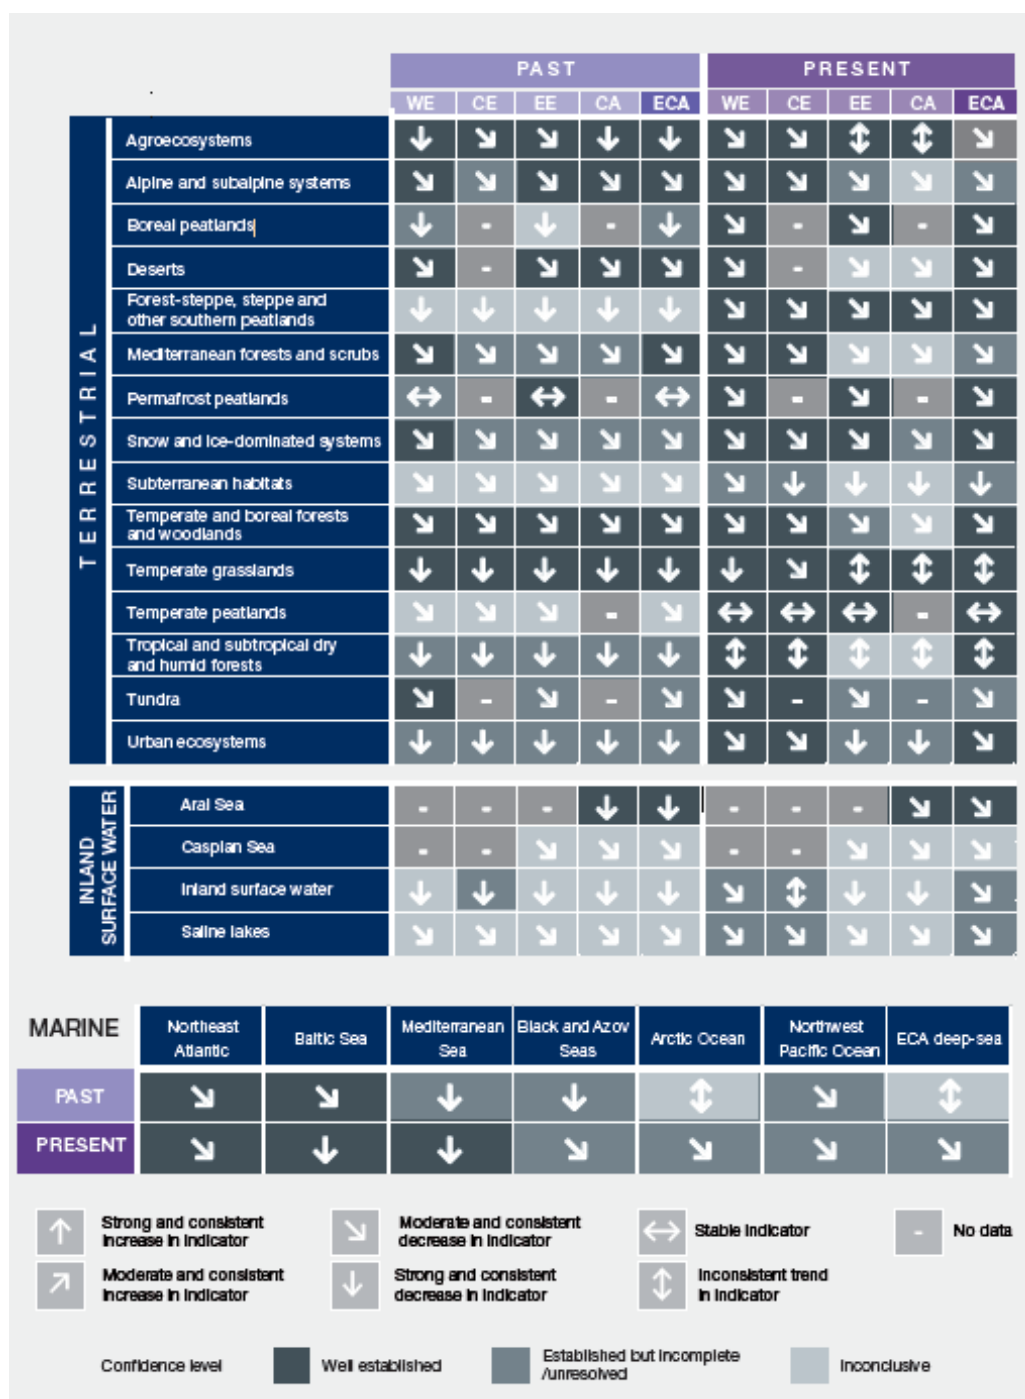 PAST PRESENT
WE CE EE CA ECA WE CE EE CA ECA
TERRESTRIAL
Agroecosystems
Alpine and subalpine systems
Boreal peatlands
Deserts
Forest-steppe, steppe and
other southern peatlands
Mediterranean forests and scrubs
Permafrost peatlands
Snow and ice-dominated systems
Subterranean habitats
Temperate and boreal forests
and woodlands
Temperate grasslands
Temperate peatlands
Tropical and subtropical dry
and humid forests
Tundra
Urban ecosystems
INLAND
SURFACE WATER
Aral Sea
Caspian Sea
Inland surface water
Saline lakes
MARINE
Northeast
Atlantic
Baltic Sea
Mediterranean
Sea
Black and Azov
Seas
Arctic Ocean
Northwest
Pacific Ocean
ECA deep-sea
PAST
PRESENT
Strong and consistent
increase in indicator
Moderate and consistent
decrease in indicator
Stable indicator
No data
Moderate and consistent
increase in indicator
Strong and consistent
decrease in indicator
Inconsistent trend
in indicator
Confidence level
Well established
Established but incomplete
/unresolved
Inconclusive